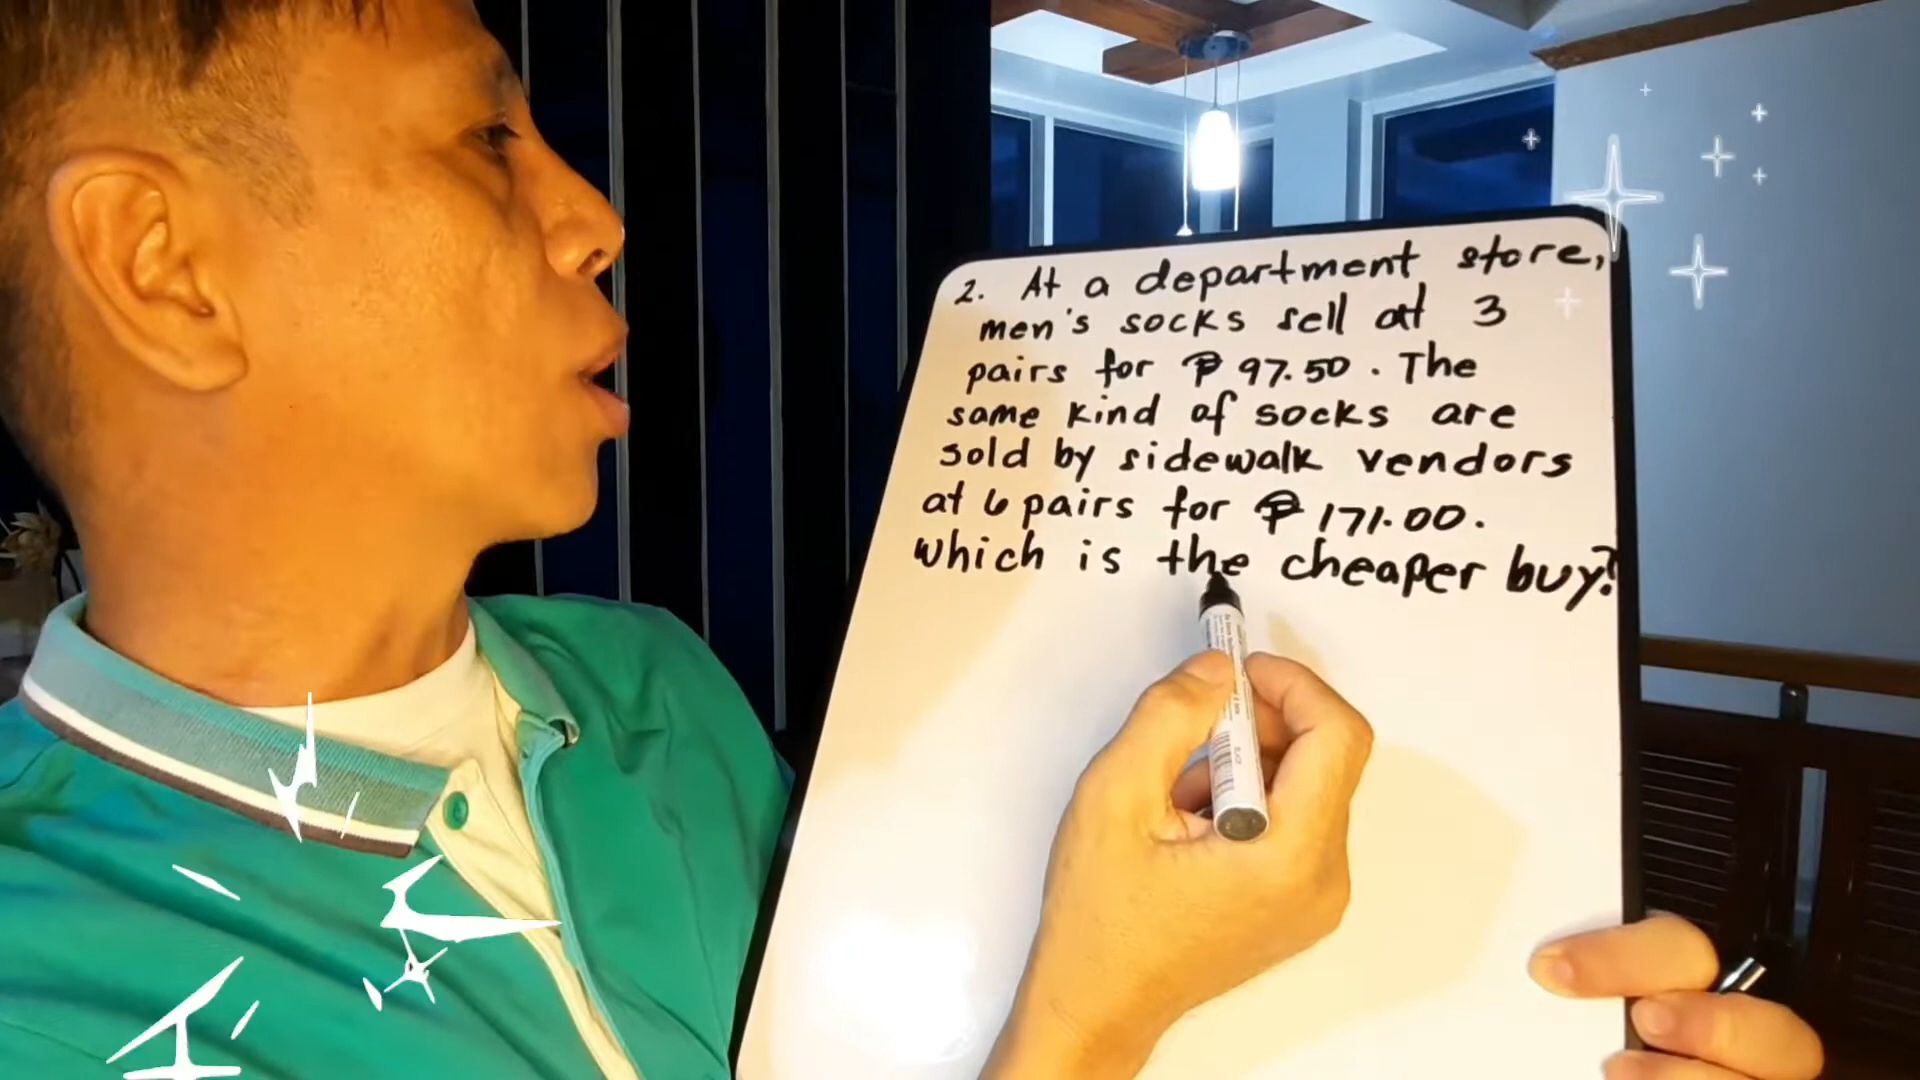 2. At a department store,
men's socks sell at 3
pairs for ₱ 97.50. The
same kind of socks are
sold by sidewalk vendors
at 6 pairs for ₱ 171.00.
which is the cheaper buy?